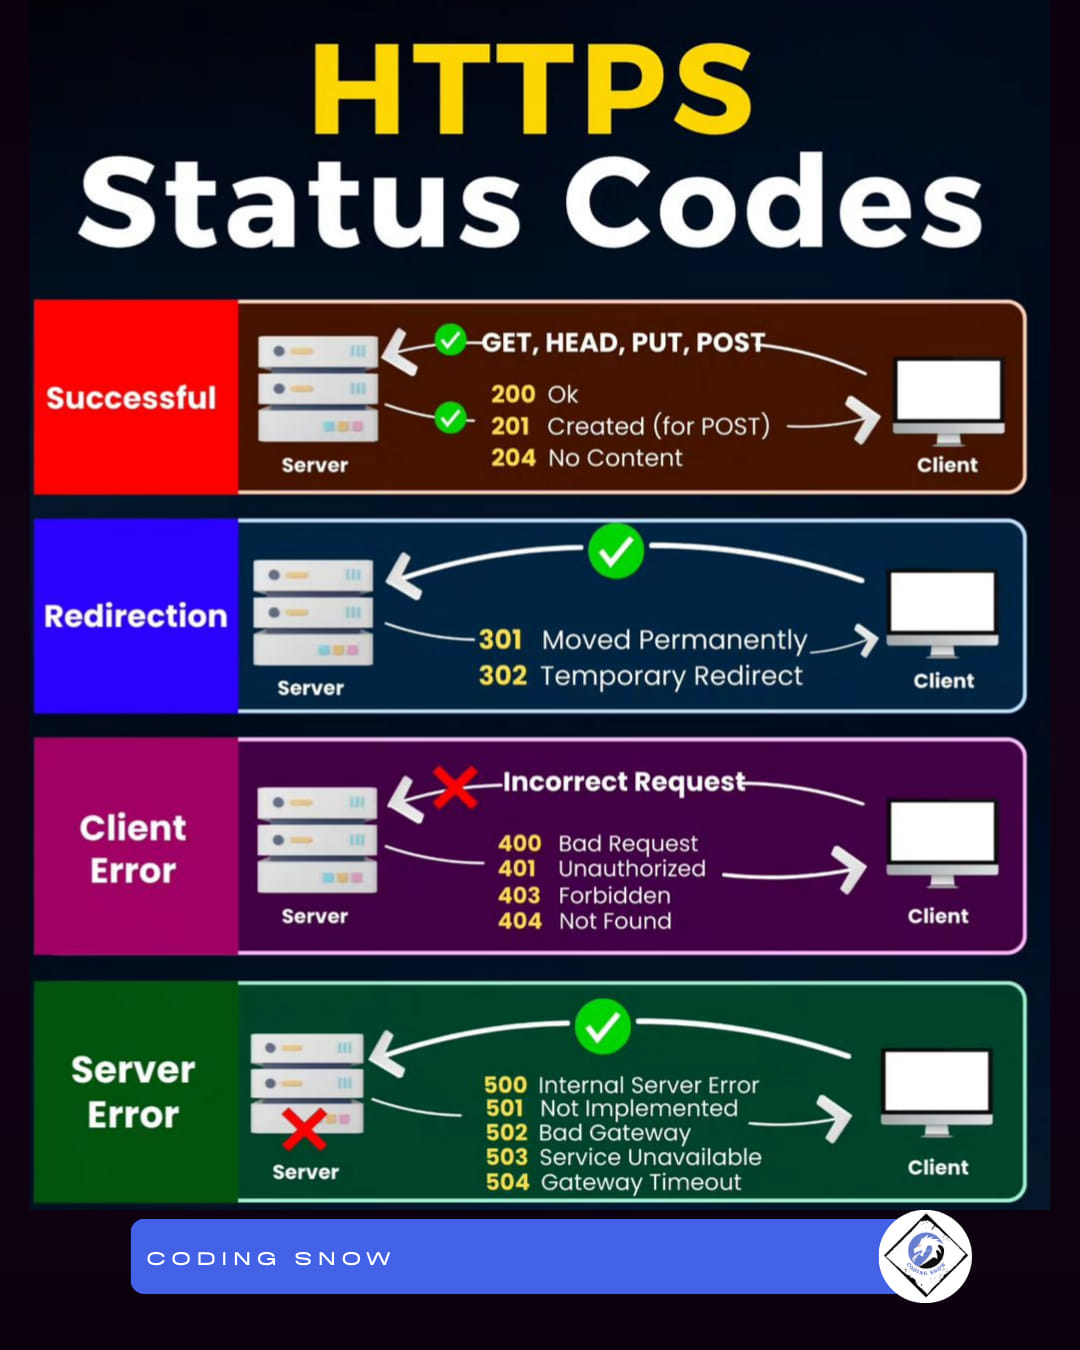 HTTPS
Status Codes
Successful
GET, HEAD, PUT, POST
200 Ok
201 Created (for POST)
204 No Content
Server
Client
Redirection
301 Moved Permanently
302 Temporary Redirect
Server
Client
Client
Error
Incorrect Request
400 Bad Request
401 Unauthorized
403 Forbidden
404 Not Found
Server
Client
Server
Error
500 Internal Server Error
501 Not Implemented
502 Bad Gateway
503 Service Unavailable
504 Gateway Timeout
Server
Client
CODING SNOW
CODING SNOW